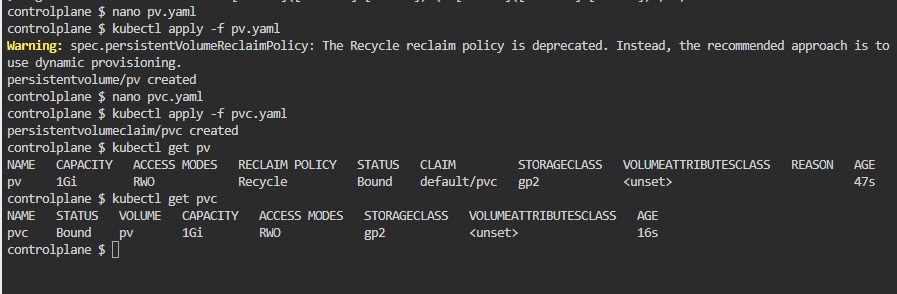 controlplane $ nano pv.yaml
controlplane $ kubectl apply -f pv.yaml
Warning: spec.persistentVolumeReclaimPolicy: The Recycle reclaim policy is deprecated. Instead, the recommended approach is to
use dynamic provisioning.
persistentvolume/pv created
controlplane $ nano pvc.yaml
controlplane $ kubectl apply -f pvc.yaml
persistentvolumeclaim/pvc created
controlplane $ kubectl get pv
NAME   CAPACITY   ACCESS MODES   RECLAIM POLICY   STATUS   CLAIM         STORAGECLASS   VOLUMEATTRIBUTESCLASS   REASON   AGE
pv     1Gi        RWO            Recycle          Bound    default/pvc   gp2            <unset>                          47s
controlplane $ kubectl get pvc
NAME   STATUS   VOLUME   CAPACITY   ACCESS MODES   STORAGECLASS   VOLUMEATTRIBUTESCLASS   AGE
pvc    Bound    pv       1Gi        RWO            gp2            <unset>                 16s
controlplane $